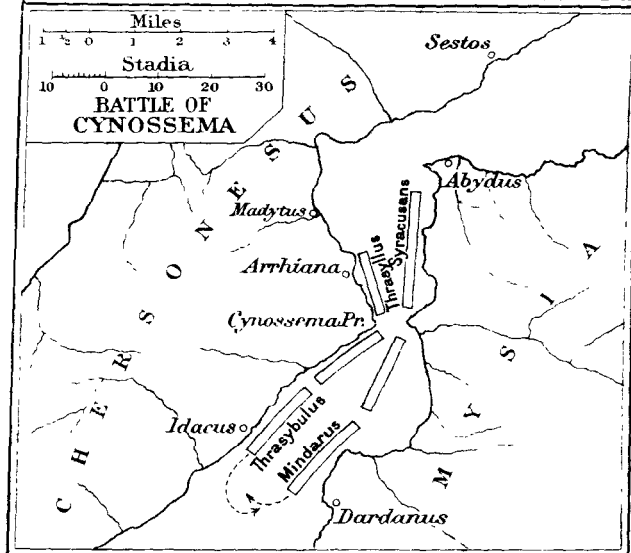 Miles
1 ½ 0 1 2 3 4
Stadia
10 0 10 20 30
BATTLE OF
CYNOSSEMA
Sestos
Abydus
Madytus
Arrhiana
Thrasyllus
Syracusans
Cynossema Pr.
Idacus
Thrasybulus
Mindarus
Dardanus
CHERSONESUS
MYSIA